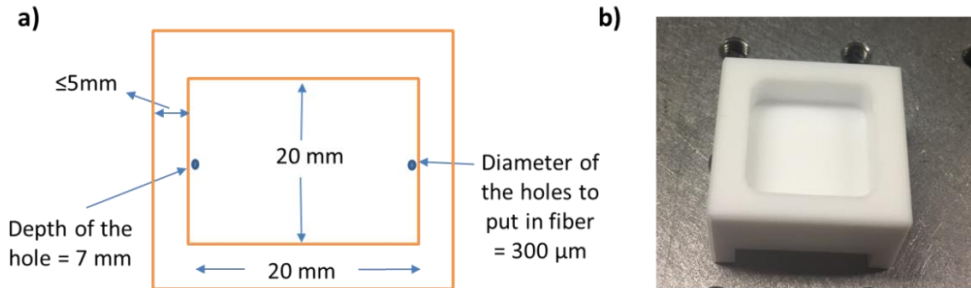 a)
b)
≤5mm
20 mm
Diameter of
the holes to
put in fiber
= 300 µm
Depth of the
hole = 7 mm
20 mm